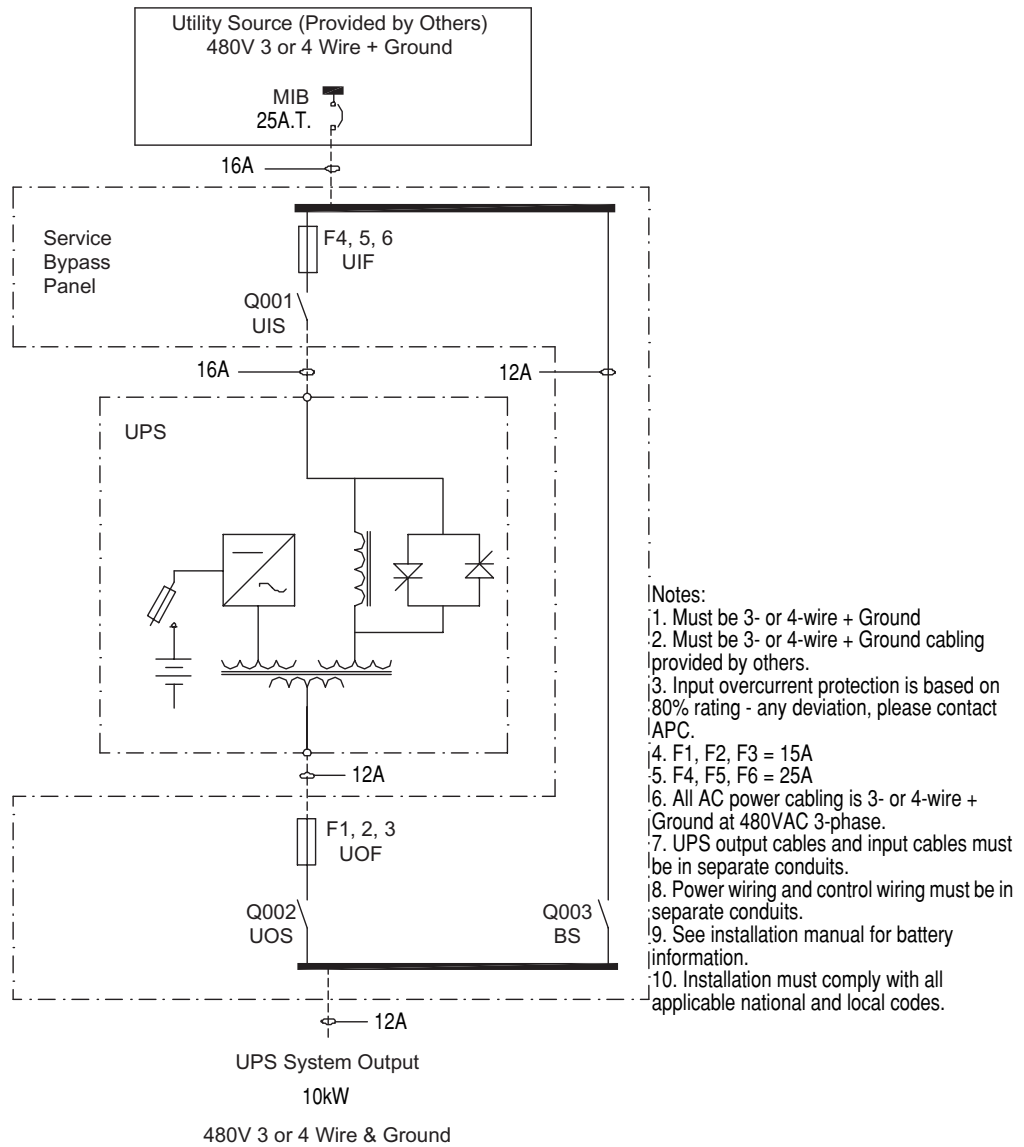 Utility Source (Provided by Others)
480V 3 or 4 Wire + Ground
MIB
25A.T.
16A
Service
Bypass
Panel
F4, 5, 6
UIF
Q001
UIS
16A
12A
UPS
12A
F1, 2, 3
UOF
Q002
UOS
Q003
BS
12A
UPS System Output
10kW
480V 3 or 4 Wire & Ground
Notes:
1. Must be 3- or 4-wire + Ground
2. Must be 3- or 4-wire + Ground cabling
provided by others.
3. Input overcurrent protection is based on
80% rating - any deviation, please contact
APC.
4. F1, F2, F3 = 15A
5. F4, F5, F6 = 25A
6. All AC power cabling is 3- or 4-wire +
Ground at 480VAC 3-phase.
7. UPS output cables and input cables must
be in separate conduits.
8. Power wiring and control wiring must be in
separate conduits.
9. See installation manual for battery
information.
10. Installation must comply with all
applicable national and local codes.